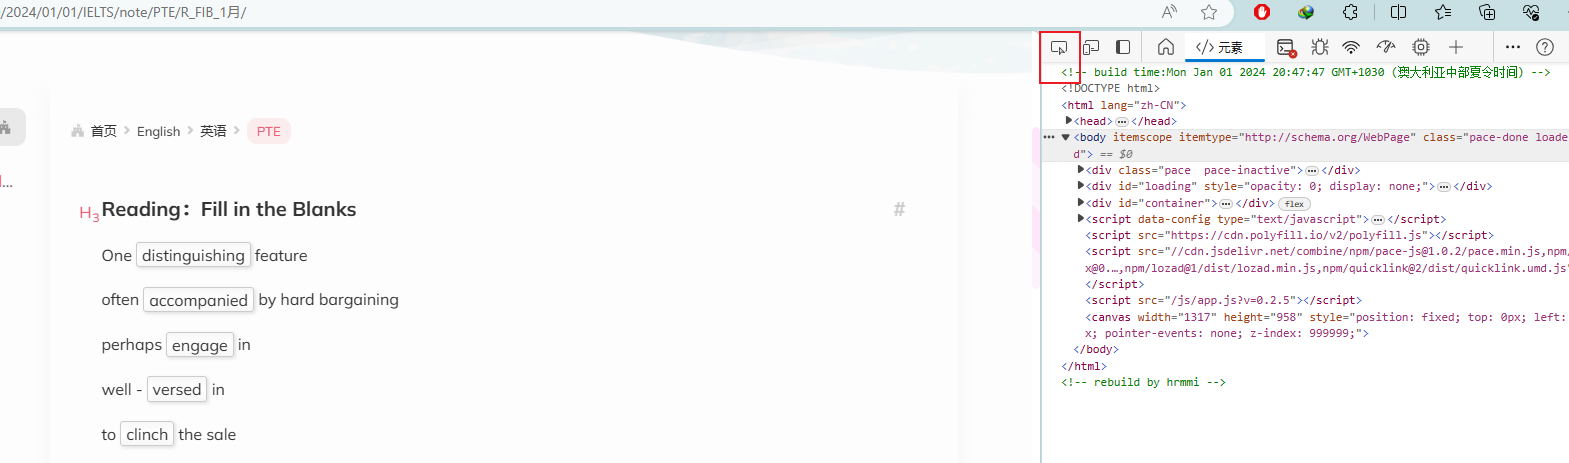 /2024/01/01/IELTS/note/PTE/R_FIB_1月/
首页 > English > 英语 > PTE
H3 Reading：Fill in the Blanks #
One distinguishing feature
often accompanied by hard bargaining
perhaps engage in
well - versed in
to clinch the sale
元素
<!-- build time:Mon Jan 01 2024 20:47:47 GMT+1030 (澳大利亚中部夏令时间) -->
<!DOCTYPE html>
<html lang="zh-CN">
<head>…</head>
<body itemscope itemtype="http://schema.org/WebPage" class="pace-done loade
d"> == $0
<div class="pace  pace-inactive">…</div>
<div id="loading" style="opacity: 0; display: none;">…</div>
<div id="container">…</div> flex
<script data-config type="text/javascript">…</script>
<script src="https://cdn.polyfill.io/v2/polyfill.js"></script>
<script src="//cdn.jsdelivr.net/combine/npm/pace-js@1.0.2/pace.min.js,npm/
x@0.…,npm/lozad@1/dist/lozad.min.js,npm/quicklink@2/dist/quicklink.umd.js"
</script>
<script src="/js/app.js?v=0.2.5"></script>
<canvas width="1317" height="958" style="position: fixed; top: 0px; left:
x; pointer-events: none; z-index: 999999;">
</body>
</html>
<!-- rebuild by hrmmi -->